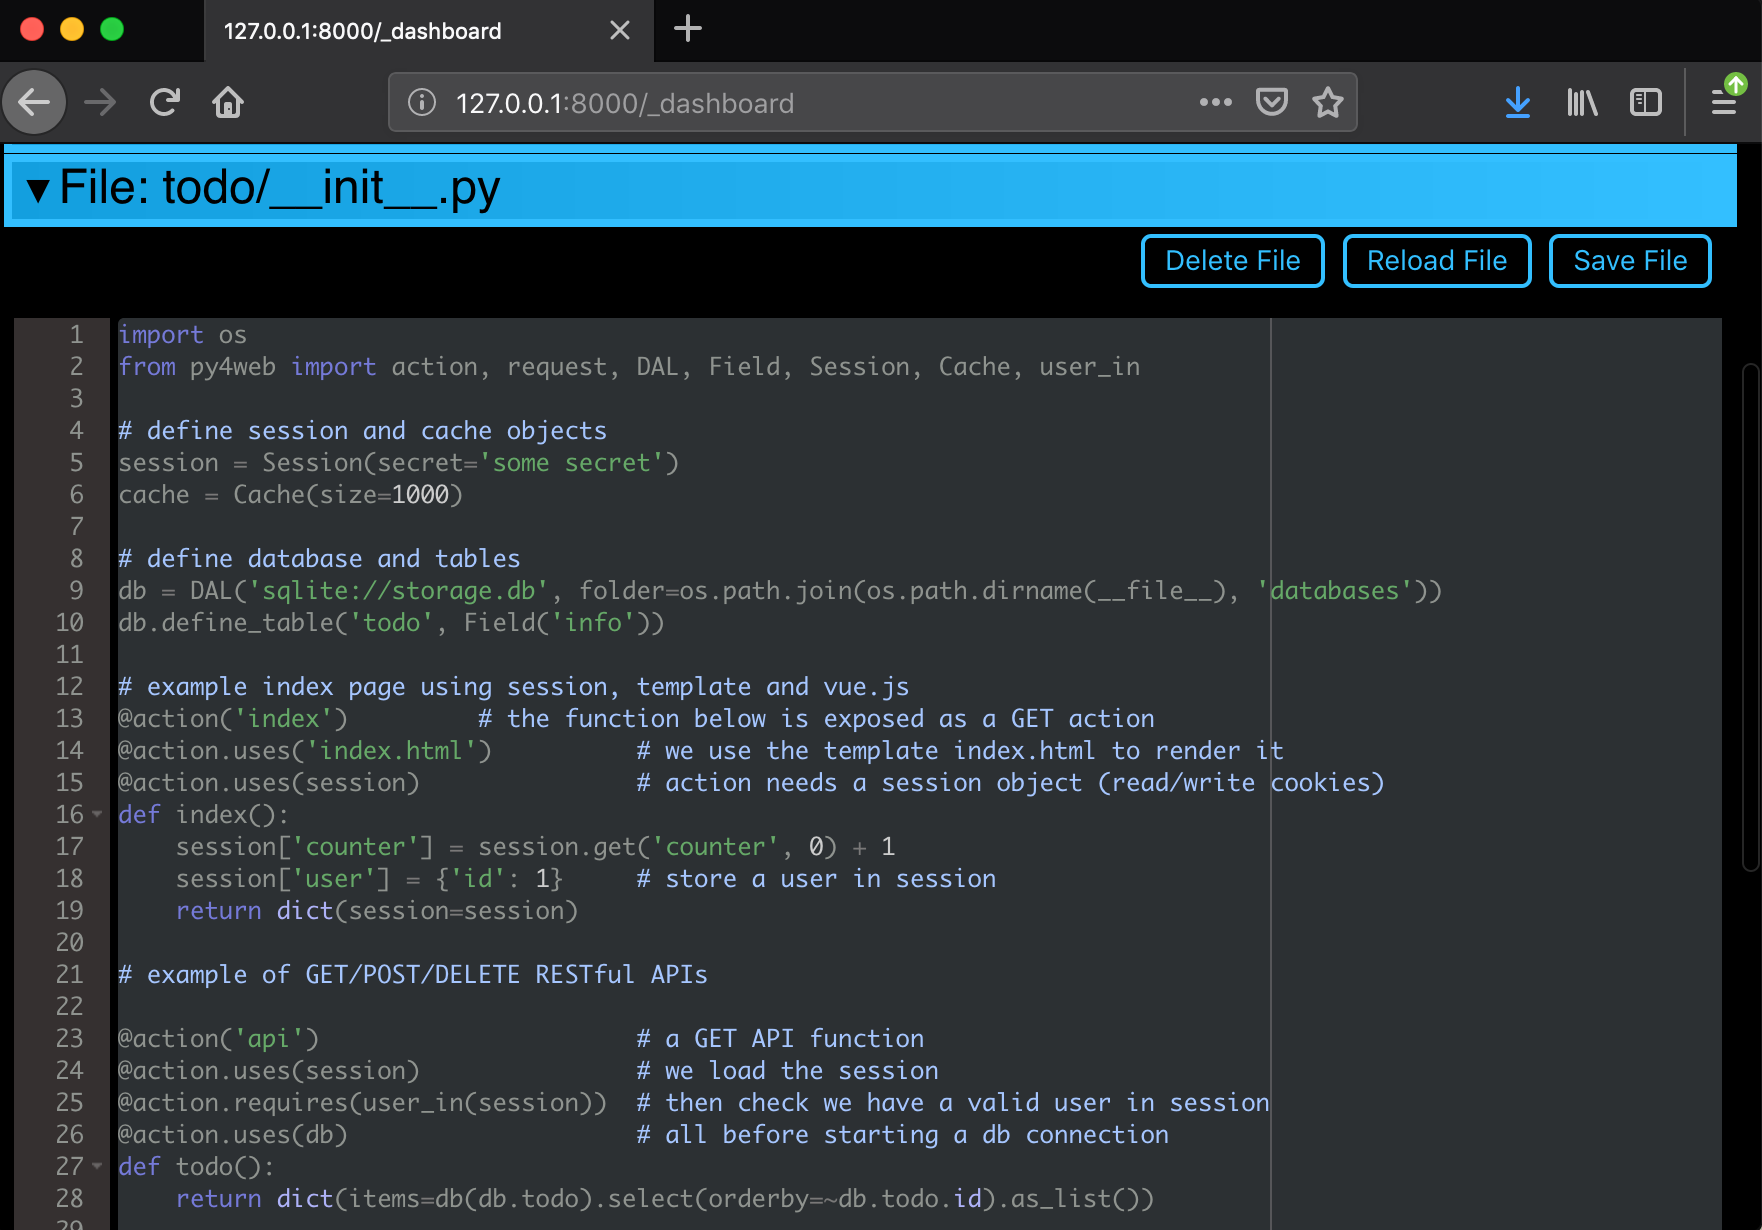 127.0.0.1:8000/_dashboard
127.0.0.1:8000/_dashboard
▼File: todo/__init__.py
Delete File Reload File Save File
1 import os
2 from py4web import action, request, DAL, Field, Session, Cache, user_in
3
4 # define session and cache objects
5 session = Session(secret='some secret')
6 cache = Cache(size=1000)
7
8 # define database and tables
9 db = DAL('sqlite://storage.db', folder=os.path.join(os.path.dirname(__file__), 'databases'))
10 db.define_table('todo', Field('info'))
11
12 # example index page using session, template and vue.js
13 @action('index')         # the function below is exposed as a GET action
14 @action.uses('index.html')          # we use the template index.html to render it
15 @action.uses(session)               # action needs a session object (read/write cookies)
16 def index():
17     session['counter'] = session.get('counter', 0) + 1
18     session['user'] = {'id': 1}     # store a user in session
19     return dict(session=session)
20
21 # example of GET/POST/DELETE RESTful APIs
22
23 @action('api')                      # a GET API function
24 @action.uses(session)               # we load the session
25 @action.requires(user_in(session))  # then check we have a valid user in session
26 @action.uses(db)                    # all before starting a db connection
27 def todo():
28     return dict(items=db(db.todo).select(orderby=~db.todo.id).as_list())
29